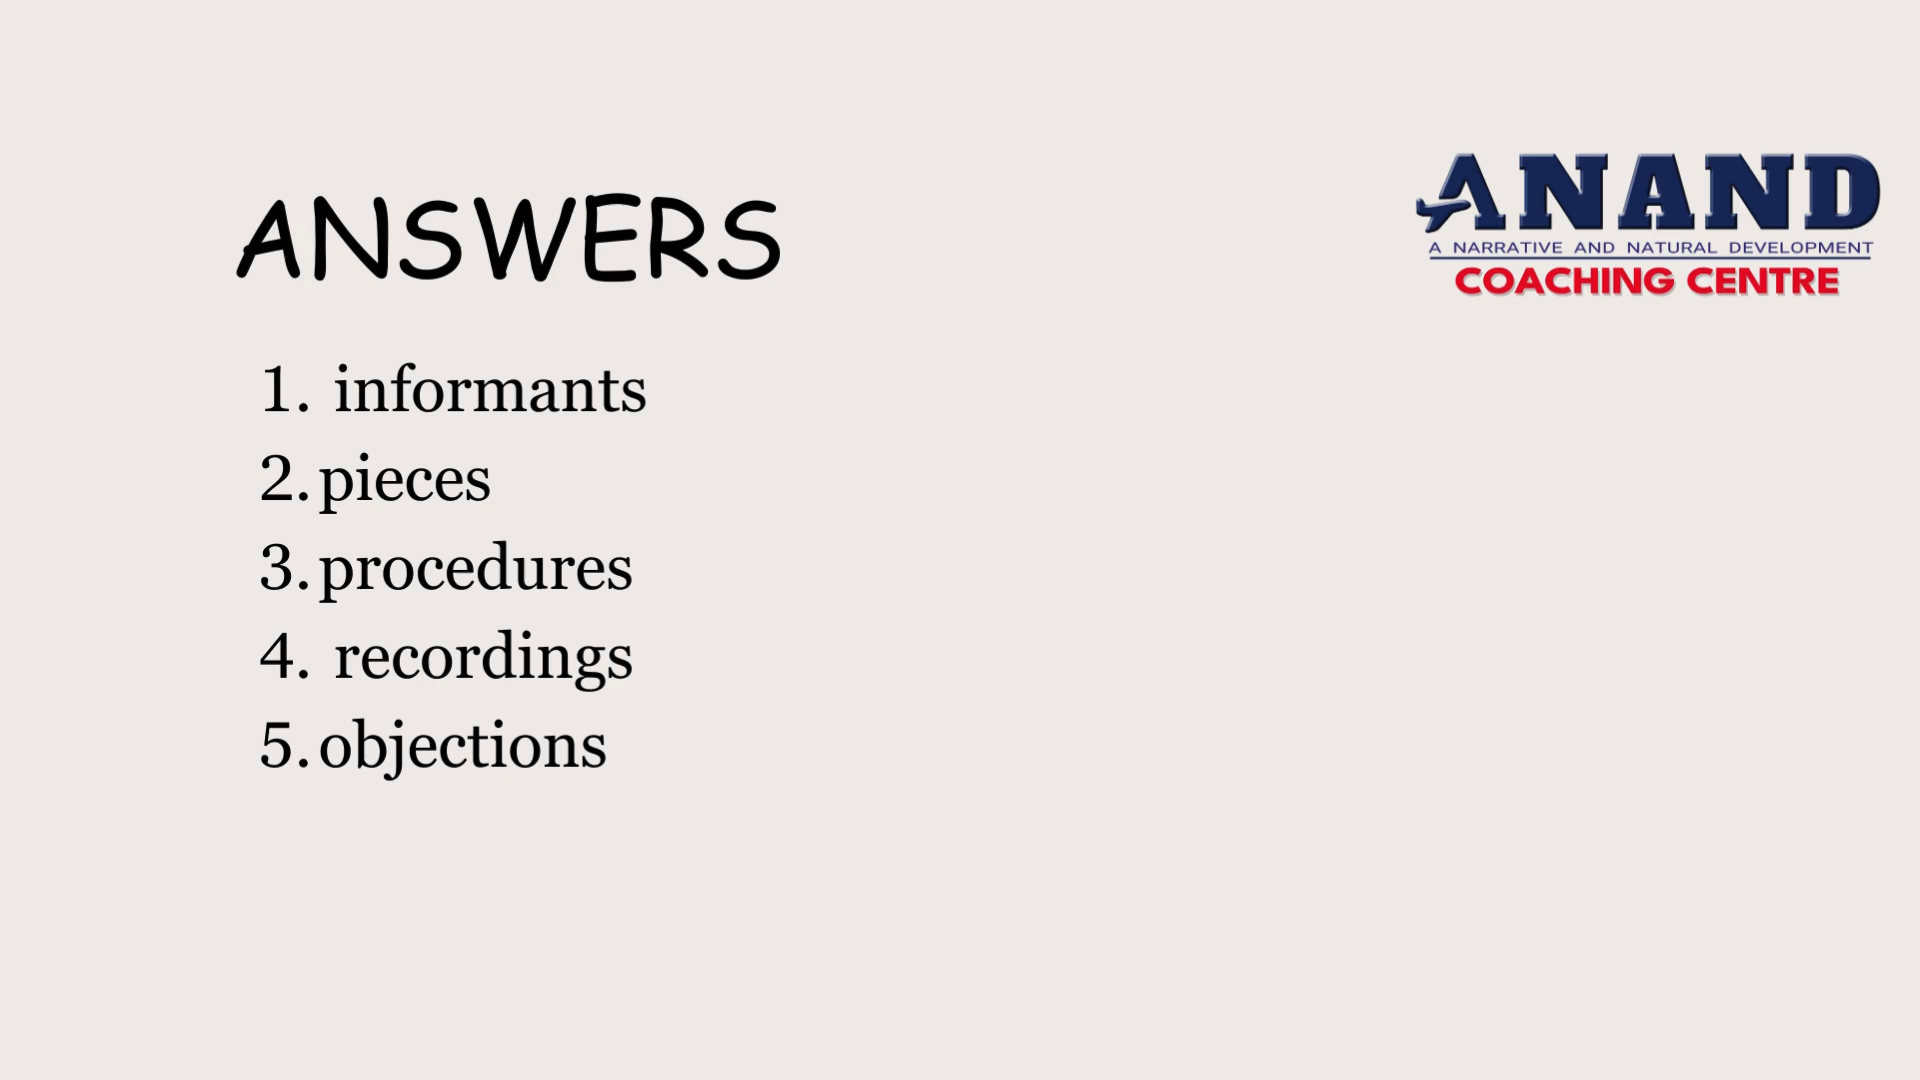 ANSWERS
ANAND
A NARRATIVE AND NATURAL DEVELOPMENT
COACHING CENTRE
1. informants
2. pieces
3. procedures
4. recordings
5. objections